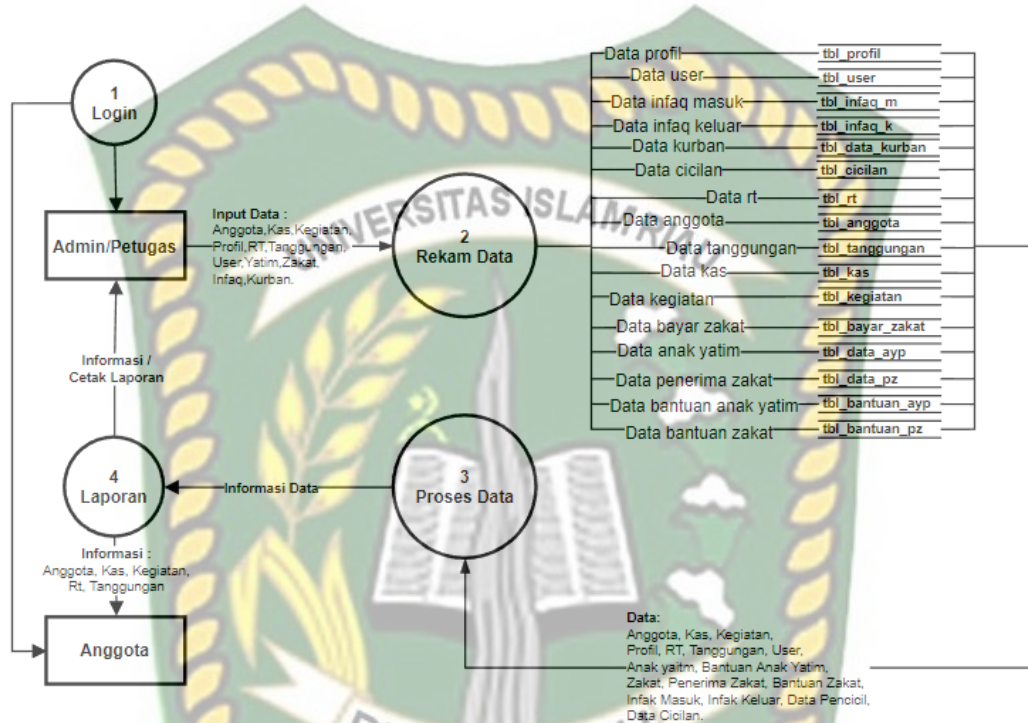 1
Login
Admin/Petugas
Input Data :
Anggota,Kas,Kegiatan,
Profil,RT,Tanggungan,
User,Yatim,Zakat,
Infaq,Kurban.
2
Rekam Data
Data profil
tbl_profil
Data user
tbl_user
Data infaq masuk
tbl_infaq_m
Data infaq keluar
tbl_infaq_k
Data kurban
tbl_data_kurban
Data cicilan
tbl_cicilan
Data rt
tbl_rt
Data anggota
tbl_anggota
Data tanggungan
tbl_tanggungan
Data kas
tbl_kas
Data kegiatan
tbl_kegiatan
Data bayar zakat
tbl_bayar_zakat
Data anak yatim
tbl_data_ayp
Data penerima zakat
tbl_data_pz
Data bantuan anak yatim
tbl_bantuan_ayp
Data bantuan zakat
tbl_bantuan_pz
UNIVERSITAS ISLAM RIAU
Informasi /
Cetak Laporan
4
Laporan
Informasi Data
3
Proses Data
Informasi :
Anggota, Kas, Kegiatan,
Rt, Tanggungan
Anggota
Data:
Anggota, Kas, Kegiatan,
Profil, RT, Tanggungan, User,
Anak yaitm, Bantuan Anak Yatim,
Zakat, Penerima Zakat, Bantuan Zakat,
Infak Masuk, Infak Keluar, Data Pencicil,
Data Cicilan.